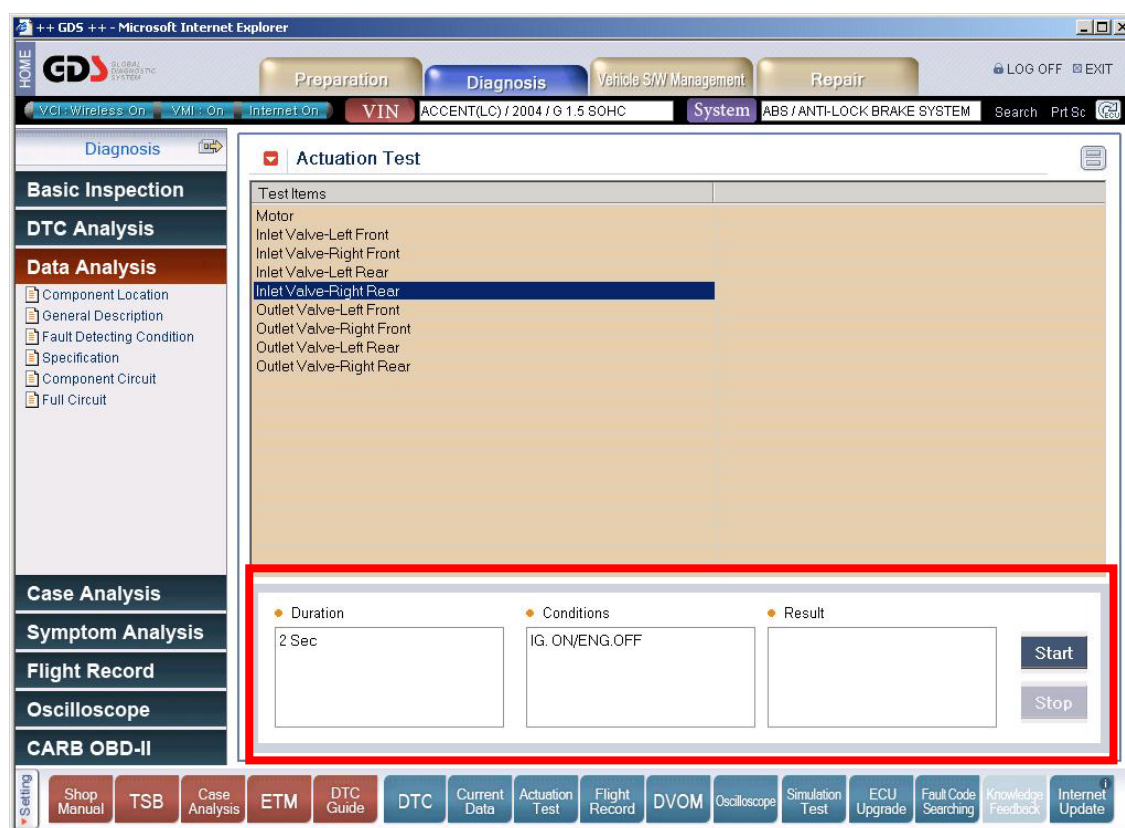 ++ GDS ++ - Microsoft Internet Explorer
HOME
GDS GLOBAL DIAGNOSTIC SYSTEM
Preparation
Diagnosis
Vehicle S/W Management
Repair
LOG OFF
EXIT
VCI : Wireless On
VMI : On
Internet On
VIN
ACCENT(LC) / 2004 / G 1.5 SOHC
System
ABS / ANTI-LOCK BRAKE SYSTEM
Search
Prt Sc
ECU
Diagnosis
Basic Inspection
DTC Analysis
Data Analysis
Component Location
General Description
Fault Detecting Condition
Specification
Component Circuit
Full Circuit
Case Analysis
Symptom Analysis
Flight Record
Oscilloscope
CARB OBD-II
Actuation Test
Test Items
Motor
Inlet Valve-Left Front
Inlet Valve-Right Front
Inlet Valve-Left Rear
Inlet Valve-Right Rear
Outlet Valve-Left Front
Outlet Valve-Right Front
Outlet Valve-Left Rear
Outlet Valve-Right Rear
Duration
2 Sec
Conditions
IG. ON/ENG.OFF
Result
Start
Stop
Setting
Shop
Manual
TSB
Case
Analysis
ETM
DTC
Guide
DTC
Current
Data
Actuation
Test
Flight
Record
DVOM
Oscilloscope
Simulation
Test
ECU
Upgrade
Fault Code
Searching
Knowledge
Feedback
Internet
Update